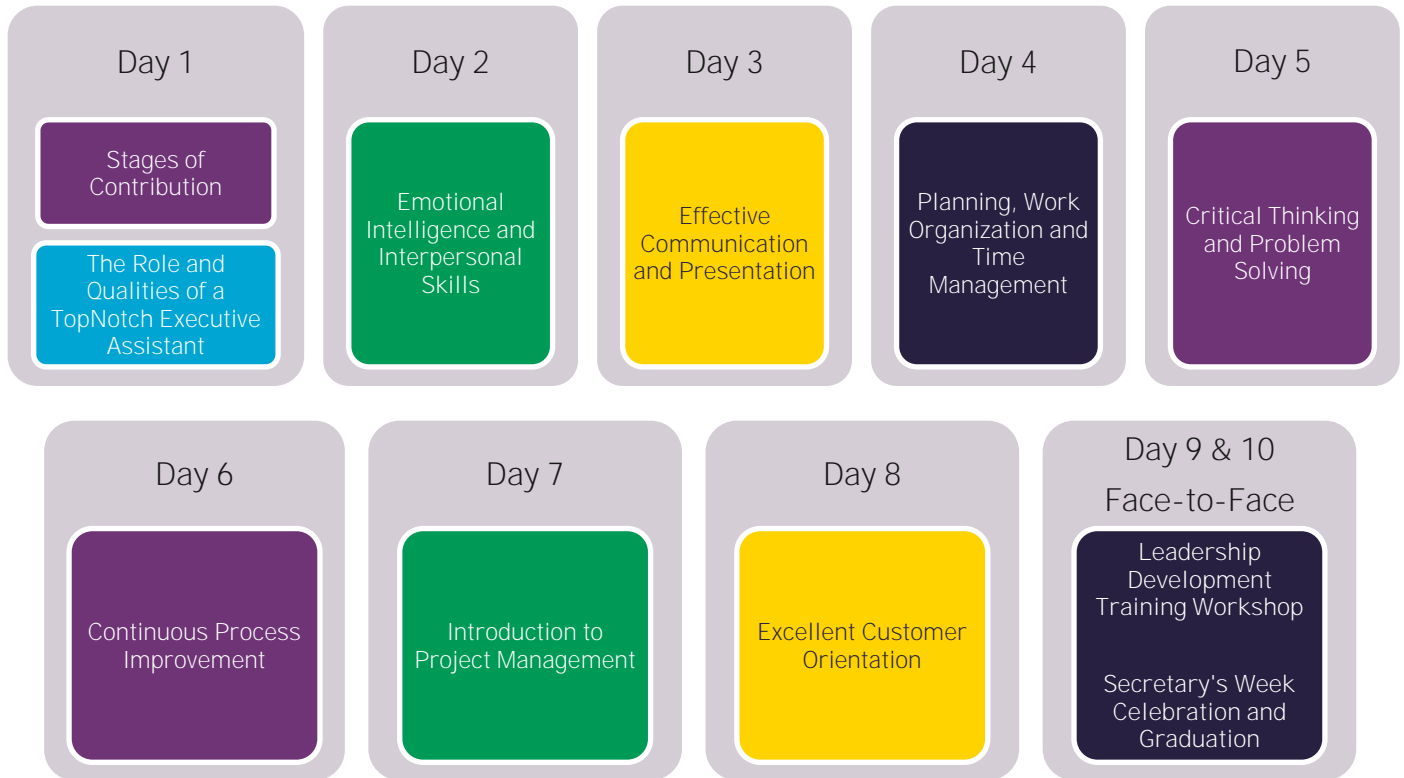 Day 1
Stages of
Contribution
The Role and
Qualities of a
TopNotch Executive
Assistant
Day 2
Emotional
Intelligence and
Interpersonal
Skills
Day 3
Effective
Communication
and Presentation
Day 4
Planning, Work
Organization and
Time
Management
Day 5
Critical Thinking
and Problem
Solving
Day 6
Continuous Process
Improvement
Day 7
Introduction to
Project Management
Day 8
Excellent Customer
Orientation
Day 9 & 10
Face-to-Face
Leadership
Development
Training Workshop
Secretary's Week
Celebration and
Graduation